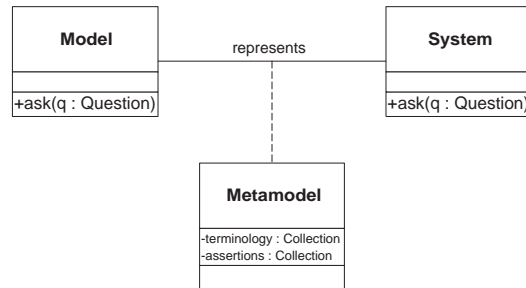 Model
represents
System
+ask(q : Question)
+ask(q : Question)
Metamodel
-terminology : Collection
-assertions : Collection